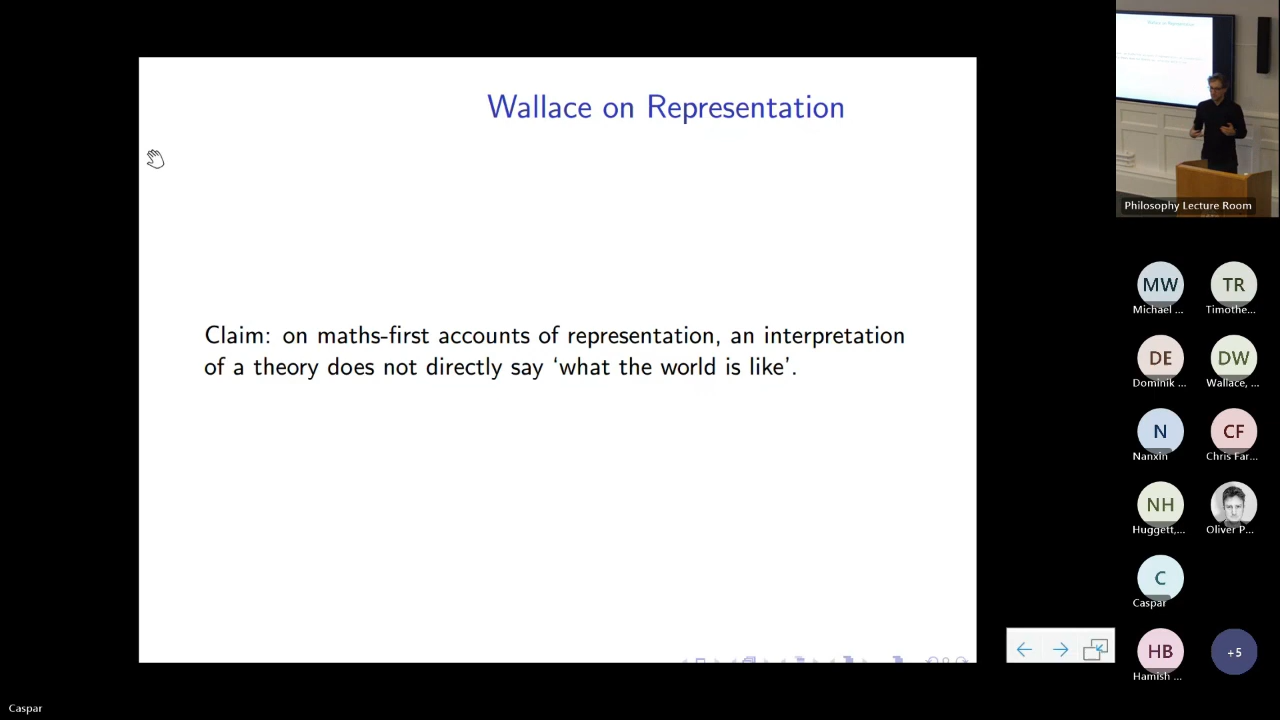 Wallace on Representation
Claim: on maths-first accounts of representation, an interpretation
of a theory does not directly say ‘what the world is like’.
Philosophy Lecture Room
MW
Michael ...
TR
Timothe...
DE
Dominik ...
DW
Wallace, ...
N
Nanxin
CF
Chris Far...
NH
Huggett,...
Oliver P...
C
Caspar
HB
Hamish ...
+5
Caspar